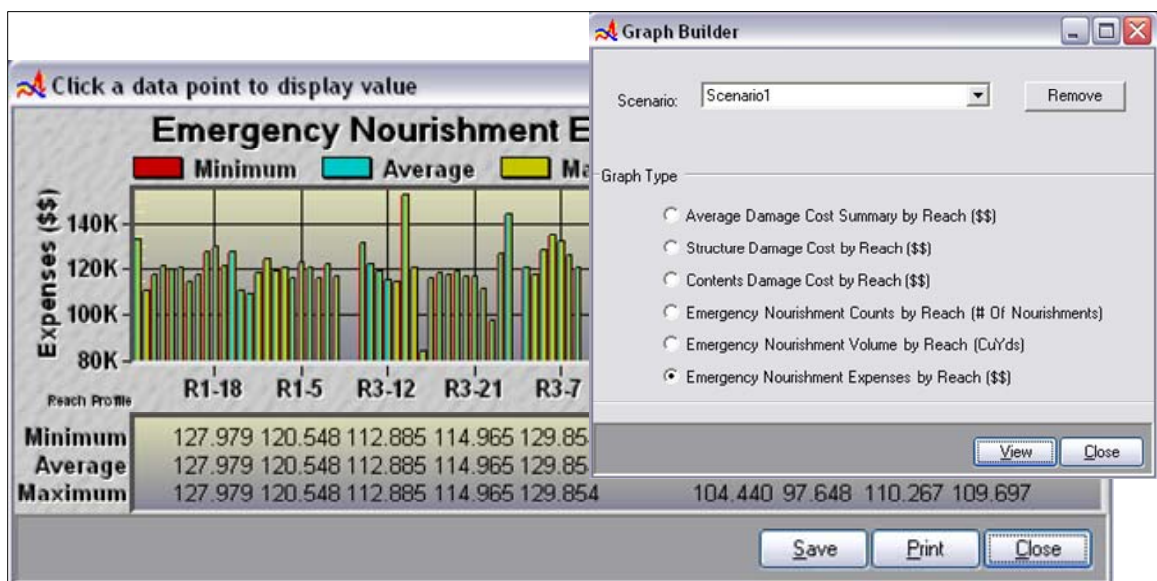 Click a data point to display value
Emergency Nourishment E
Minimum Average Ma
Expenses ($$)
140K
120K
100K
80K
Reach Profile
R1-18 R1-5 R3-12 R3-21 R3-7
Minimum 127.979 120.548 112.885 114.965 129.85
Average 127.979 120.548 112.885 114.965 129.85
Maximum 127.979 120.548 112.885 114.965 129.854 104.440 97.648 110.267 109.697
Save Print Close
Graph Builder
Scenario: Scenario1 Remove
Graph Type
Average Damage Cost Summary by Reach ($$)
Structure Damage Cost by Reach ($$)
Contents Damage Cost by Reach ($$)
Emergency Nourishment Counts by Reach (# Of Nourishments)
Emergency Nourishment Volume by Reach (CuYds)
Emergency Nourishment Expenses by Reach ($$)
View Close